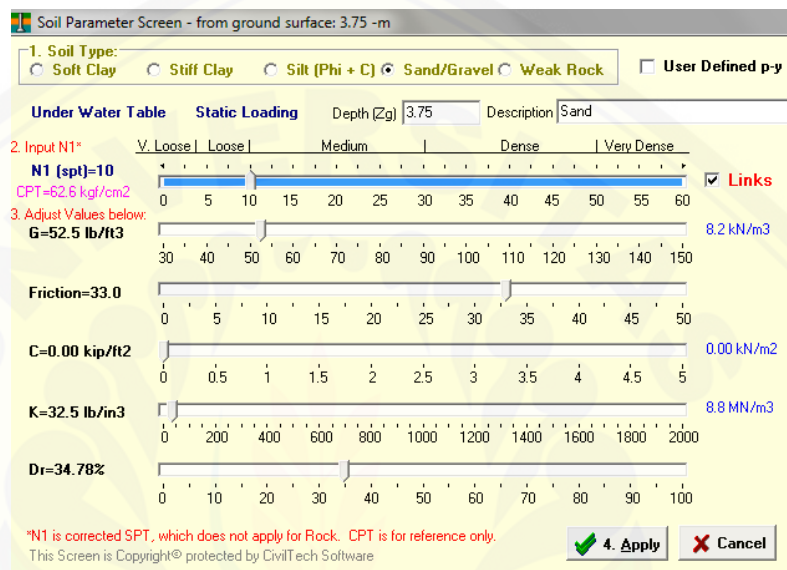 Soil Parameter Screen - from ground surface: 3.75 -m
1. Soil Type:
Soft Clay Stiff Clay Silt (Phi + C) Sand/Gravel Weak Rock User Defined p-y
Under Water Table Static Loading Depth (Zg) 3.75 Description Sand
2. Input N1* V. Loose | Loose | Medium | Dense | Very Dense
N1 (spt)=10 Links
CPT=62.6 kgf/cm2 0 5 10 15 20 25 30 35 40 45 50 55 60
3. Adjust Values below:
G=52.5 lb/ft3 8.2 kN/m3
30 40 50 60 70 80 90 100 110 120 130 140 150
Friction=33.0
0 5 10 15 20 25 30 35 40 45 50
C=0.00 kip/ft2 0.00 kN/m2
0 0.5 1 1.5 2 2.5 3 3.5 4 4.5 5
K=32.5 lb/in3 8.8 MN/m3
0 200 400 600 800 1000 1200 1400 1600 1800 2000
Dr=34.78%
0 10 20 30 40 50 60 70 80 90 100
*N1 is corrected SPT, which does not apply for Rock. CPT is for reference only.
This Screen is Copyright© protected by CivilTech Software
4. Apply Cancel